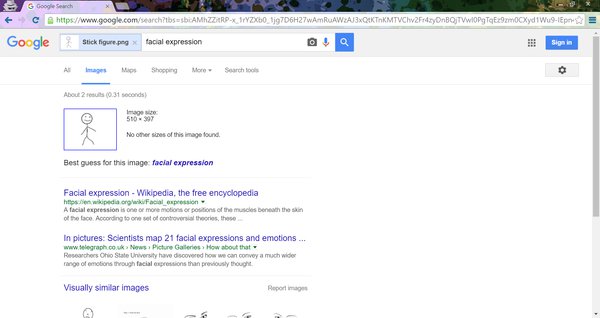 Google Search
https://www.google.com/search?tbs=sbi:AMhZZitRP-x_1rYZXb0_1jg7D6H27wAmRuAWzAJ3xQtKTnKMTVChv2Fr4zyDnBQjTVwI0PgTqEz9zm0CXyd1Wu9-IEpn
Google
Stick figure.png
x
facial expression
Sign in
All Images Maps Shopping More Search tools
About 2 results (0.31 seconds)
Image size:
510 × 397
No other sizes of this image found.
Best guess for this image: facial expression
Facial expression - Wikipedia, the free encyclopedia
https://en.wikipedia.org/wiki/Facial_expression
A facial expression is one or more motions or positions of the muscles beneath the skin
of the face. According to one set of controversial theories, these ...
In pictures: Scientists map 21 facial expressions and emotions ...
www.telegraph.co.uk › News › Picture Galleries › How about that
Researchers Ohio State University have discovered how we can convey a much wider
range of emotions through facial expressions than previously thought.
Visually similar images
Report images